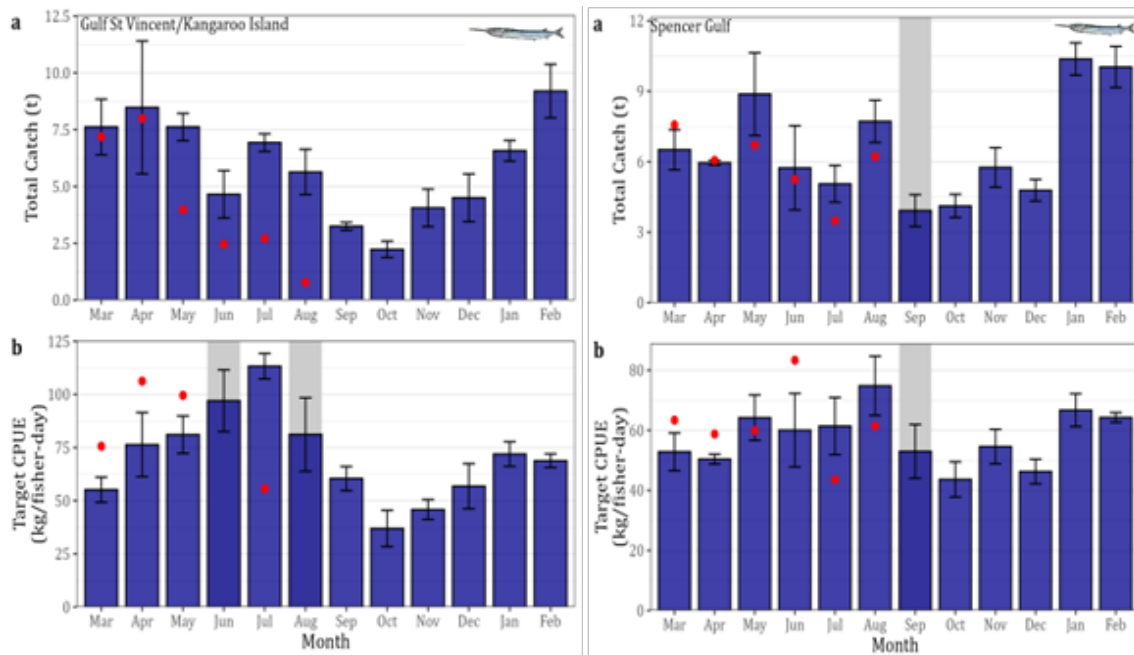 a
Gulf St Vincent/Kangaroo Island
Total Catch (t)
12.5
10.0
7.5
5.0
2.5
0.0
Mar Apr May Jun Jul Aug Sep Oct Nov Dec Jan Feb
b
Target CPUE
(kg/fisher-day)
125
100
75
50
25
0
Mar Apr May Jun Jul Aug Sep Oct Nov Dec Jan Feb
Month
a
Spencer Gulf
Total Catch (t)
12
9
6
3
0
Mar Apr May Jun Jul Aug Sep Oct Nov Dec Jan Feb
b
Target CPUE
(kg/fisher-day)
80
60
40
20
0
Mar Apr May Jun Jul Aug Sep Oct Nov Dec Jan Feb
Month